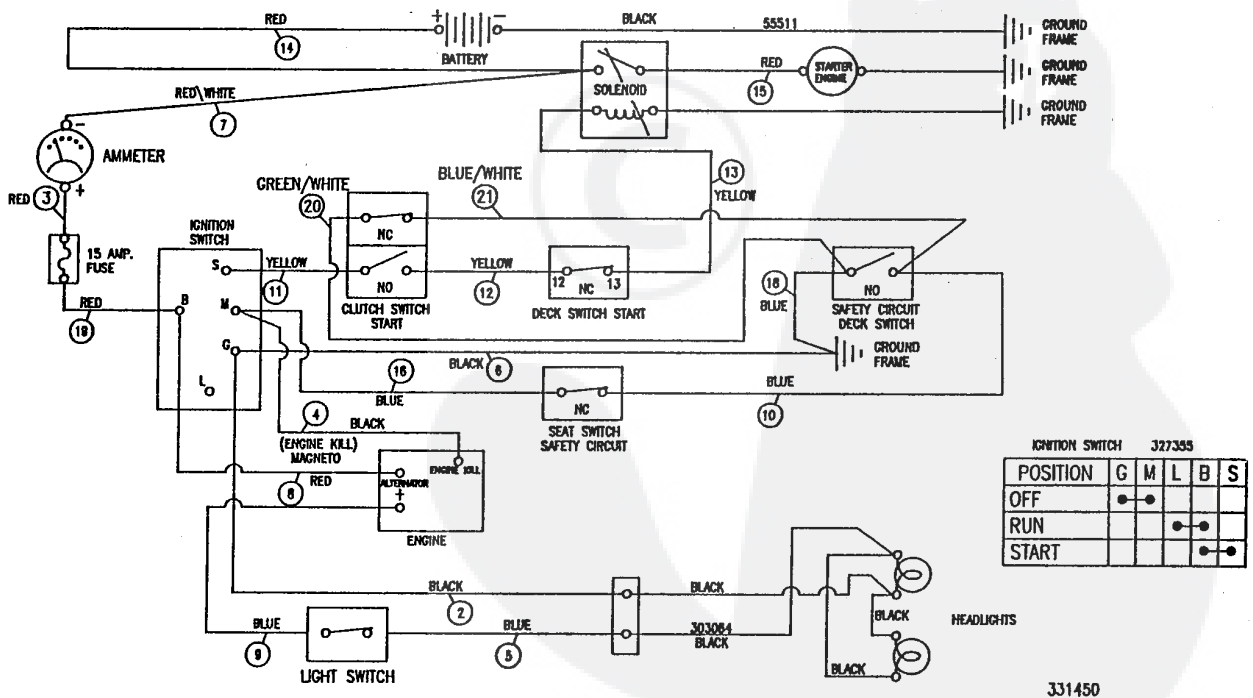 RED
14
+
−
BATTERY
BLACK
55511
GROUND
FRAME
RED\WHITE
7
SOLENOID
RED
15
STARTER
ENGINE
GROUND
FRAME
GROUND
FRAME
−
AMMETER
+
RED
3
15 AMP.
FUSE
RED
19
GREEN/WHITE
20
BLUE/WHITE
21
13
YELLOW
IGNITION
SWITCH
S
B
M
G
L
YELLOW
11
NC
NO
CLUTCH SWITCH
START
YELLOW
12
12
NC
13
DECK SWITCH START
18
BLUE
NO
SAFETY CIRCUIT
DECK SWITCH
GROUND
FRAME
BLACK
6
16
BLUE
NC
SEAT SWITCH
SAFETY CIRCUIT
BLUE
10
4
BLACK
(ENGINE KILL)
MAGNETO
ENGINE KILL
ALTERNATOR
+
ENGINE
RED
8
IGNITION SWITCH 327355
POSITION G M L B S
OFF
RUN
START
BLACK
2
BLACK
BLUE
9
LIGHT SWITCH
BLUE
5
303064
BLACK
BLACK
BLACK
HEADLIGHTS
331450
©